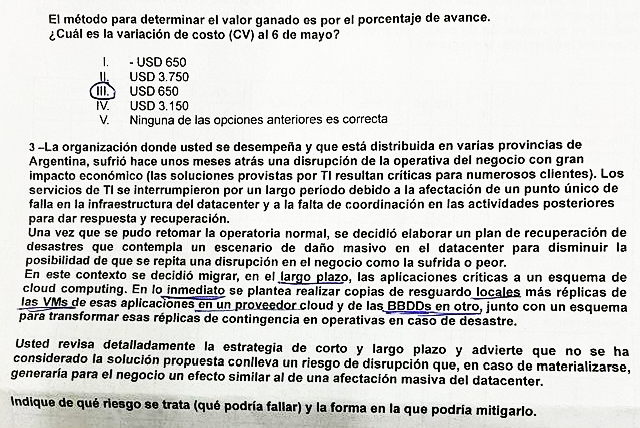 El método para determinar el valor ganado es por el porcentaje de avance.
¿Cuál es la variación de costo (CV) al 6 de mayo?
I. - USD 650
II. USD 3.750
III. USD 650
IV. USD 3.150
V. Ninguna de las opciones anteriores es correcta
3 –La organización donde usted se desempeña y que está distribuida en varias provincias de
Argentina, sufrió hace unos meses atrás una disrupción de la operativa del negocio con gran
impacto económico (las soluciones provistas por TI resultan críticas para numerosos clientes). Los
servicios de TI se interrumpieron por un largo periodo debido a la afectación de un punto único de
falla en la infraestructura del datacenter y a la falta de coordinación en las actividades posteriores
para dar respuesta y recuperación.
Una vez que se pudo retomar la operatoria normal, se decidió elaborar un plan de recuperación de
desastres que contempla un escenario de daño masivo en el datacenter para disminuir la
posibilidad de que se repita una disrupción en el negocio como la sufrida o peor.
En este contexto se decidió migrar, en el largo plazo, las aplicaciones críticas a un esquema de
cloud computing. En lo inmediato se plantea realizar copias de resguardo locales más réplicas de
las VMs de esas aplicaciones en un proveedor cloud y de las BBDDs en otro, junto con un esquema
para transformar esas réplicas de contingencia en operativas en caso de desastre.
Usted revisa detalladamente la estrategia de corto y largo plazo y advierte que no se ha
considerado la solución propuesta conlleva un riesgo de disrupción que, en caso de materializarse,
generaría para el negocio un efecto similar al de una afectación masiva del datacenter.
Indique de qué riesgo se trata (qué podría fallar) y la forma en la que podría mitigarlo.